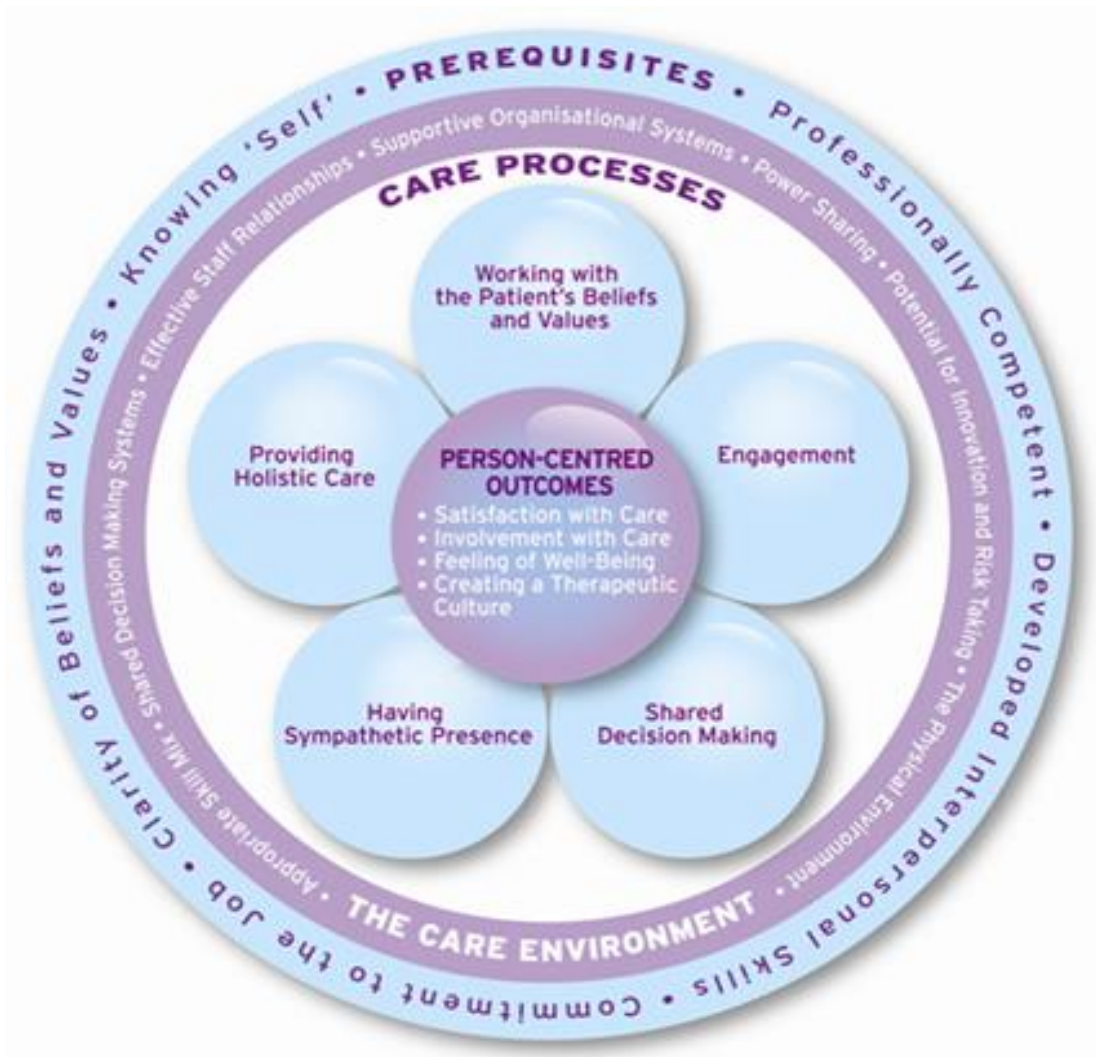 PREREQUISITES • Professionally Competent • Developed Interpersonal Skills • Commitment to the Job • Clarity of Beliefs and Values • Knowing 'Self' •
THE CARE ENVIRONMENT • Appropriate Skill Mix • Shared Decision Making Systems • Effective Staff Relationships • Supportive Organisational Systems • Power Sharing • Potential for Innovation and Risk Taking • The Physical Environment •
CARE PROCESSES
Working with
the Patient's Beliefs
and Values
Engagement
Shared
Decision Making
Having
Sympathetic Presence
Providing
Holistic Care
PERSON-CENTRED
OUTCOMES
• Satisfaction with Care
• Involvement with Care
• Feeling of Well-Being
• Creating a Therapeutic
Culture